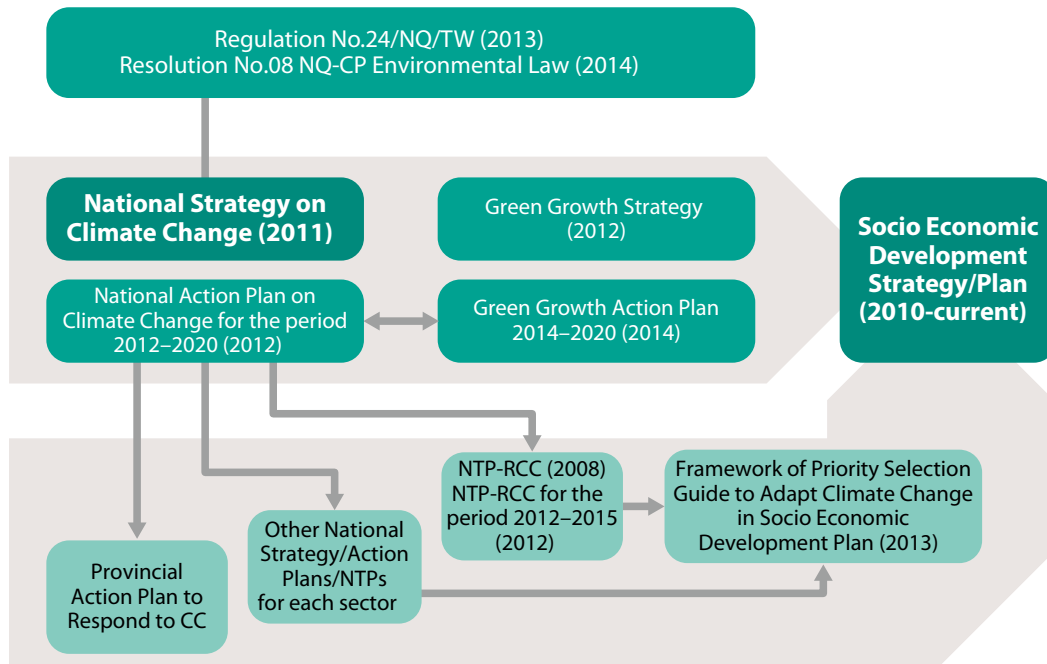 Regulation No.24/NQ/TW (2013)
Resolution No.08 NQ-CP Environmental Law (2014)
National Strategy on
Climate Change (2011)
Green Growth Strategy
(2012)
Socio Economic
Development
Strategy/Plan
(2010-current)
National Action Plan on
Climate Change for the period
2012–2020 (2012)
Green Growth Action Plan
2014–2020 (2014)
NTP-RCC (2008)
NTP-RCC for the
period 2012–2015
(2012)
Framework of Priority Selection
Guide to Adapt Climate Change
in Socio Economic
Development Plan (2013)
Other National
Strategy/Action
Plans/NTPs
for each sector
Provincial
Action Plan to
Respond to CC